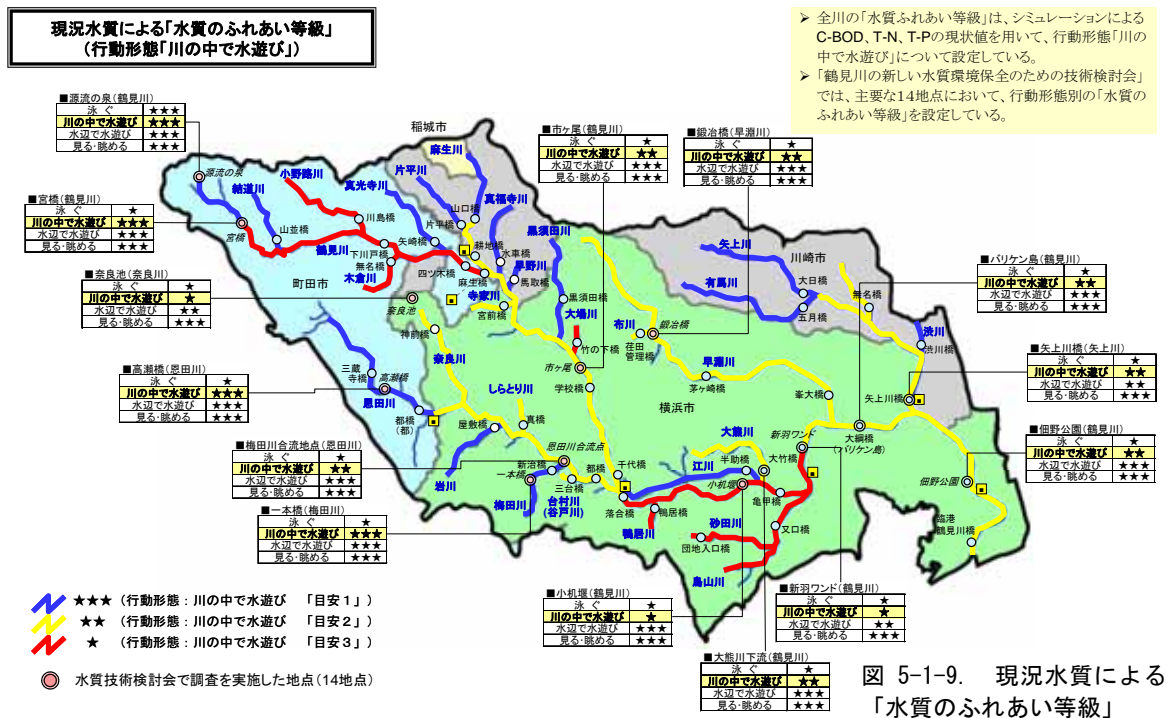 現況水質による「水質のふれあい等級」
(行動形態「川の中で水遊び」)
➢ 全川の「水質ふれあい等級」は、シミュレーションによる
C-BOD、T-N、T-Pの現状値を用いて、行動形態「川の
中で水遊び」について設定している。
➢ 「鶴見川の新しい水質環境保全のための技術検討会」
では、主要な14地点において、行動形態別の「水質の
ふれあい等級」を設定している。
■源流の泉(鶴見川)
泳ぐ ★★★
川の中で水遊び ★★★
水辺で水遊び ★★★
見る・眺める ★★★
■宮橋(鶴見川)
泳ぐ ★
川の中で水遊び ★★★
水辺で水遊び ★★★
見る・眺める ★★★
■奈良池(奈良川)
泳ぐ ★
川の中で水遊び ★
水辺で水遊び ★★
見る・眺める ★★★
■高瀬橋(恩田川)
泳ぐ ★
川の中で水遊び ★★★
水辺で水遊び ★★★
見る・眺める ★★★
■梅田川合流地点(恩田川)
泳ぐ ★
川の中で水遊び ★★
水辺で水遊び ★★★
見る・眺める ★★★
■一本橋(梅田川)
泳ぐ ★
川の中で水遊び ★★★
水辺で水遊び ★★★
見る・眺める ★★★
■市ヶ尾(鶴見川)
泳ぐ ★
川の中で水遊び ★★
水辺で水遊び ★★★
見る・眺める ★★★
■鍛冶橋(早淵川)
泳ぐ ★
川の中で水遊び ★★
水辺で水遊び ★★★
見る・眺める ★★★
■バリケン島(鶴見川)
泳ぐ ★
川の中で水遊び ★★
水辺で水遊び ★★★
見る・眺める ★★★
■矢上川橋(矢上川)
泳ぐ ★
川の中で水遊び ★★
水辺で水遊び ★★
見る・眺める ★★★
■佃野公園(鶴見川)
泳ぐ ★
川の中で水遊び ★★
水辺で水遊び ★★★
見る・眺める ★★★
■小机堰(鶴見川)
泳ぐ ★
川の中で水遊び ★
水辺で水遊び ★★★
見る・眺める ★★★
■新羽ワンド(鶴見川)
泳ぐ ★
川の中で水遊び ★
水辺で水遊び ★★
見る・眺める ★★★
■大熊川下流(鶴見川)
泳ぐ ★
川の中で水遊び ★★
水辺で水遊び ★★★
見る・眺める ★★★
稲城市
麻生川
片平川
真光寺川
小野路川
結道川
源流の泉
宮橋
山並橋
川島橋
鶴見川
下川戸橋
矢崎橋
無名橋
木倉川
片平橋
山口橋
耕地橋
四ツ木橋
麻生橋
真福寺川
水車橋
早野川
馬取橋
寺家川
宮前橋
黒須田川
黒須田橋
大場川
竹の下橋
市ヶ尾
学校橋
町田市
奈良池
神前橋
奈良川
三蔵
寺橋
高瀬橋
恩田川
都橋
(都)
屋敷橋
しらとり川
真橋
岩川
恩田川合流点
新治橋
一本橋
梅田川
台村川
(谷戸川)
三台橋
都橋
千代橋
落合橋
鴨居橋
鴨居川
江川
小机堰
大熊川
半助橋
大竹橋
亀甲橋
新羽ワンド
砂田川
団地入口橋
又口橋
鳥山川
布川
荏田
管理橋
鍛冶橋
早淵川
茅ヶ崎橋
峯大橋
横浜市
矢上川
有馬川
川崎市
大日橋
五月橋
無名橋
渋川
渋川橋
矢上川橋
大綱橋
(バリケン島)
佃野公園
臨港
鶴見川橋
★★★ (行動形態:川の中で水遊び 「目安1」)
★★ (行動形態:川の中で水遊び 「目安2」)
★ (行動形態:川の中で水遊び 「目安3」)
水質技術検討会で調査を実施した地点(14地点)
図 5-1-9. 現況水質による
「水質のふれあい等級」